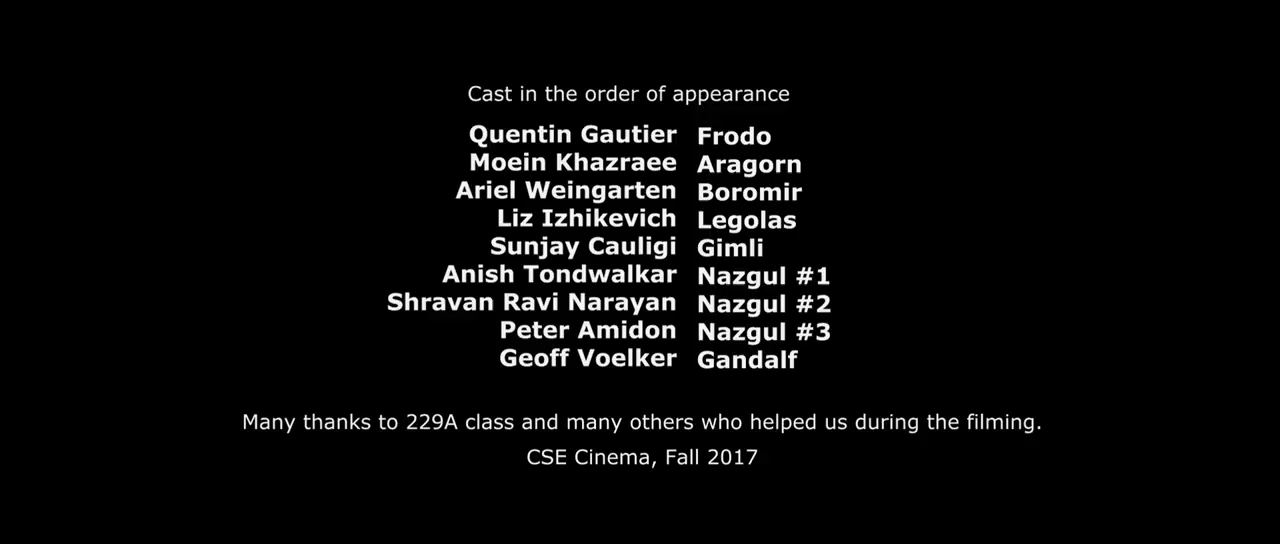 Cast in the order of appearance
Quentin Gautier Frodo
Moein Khazraee Aragorn
Ariel Weingarten Boromir
Liz Izhikevich Legolas
Sunjay Cauligi Gimli
Anish Tondwalkar Nazgul #1
Shravan Ravi Narayan Nazgul #2
Peter Amidon Nazgul #3
Geoff Voelker Gandalf
Many thanks to 229A class and many others who helped us during the filming.
CSE Cinema, Fall 2017